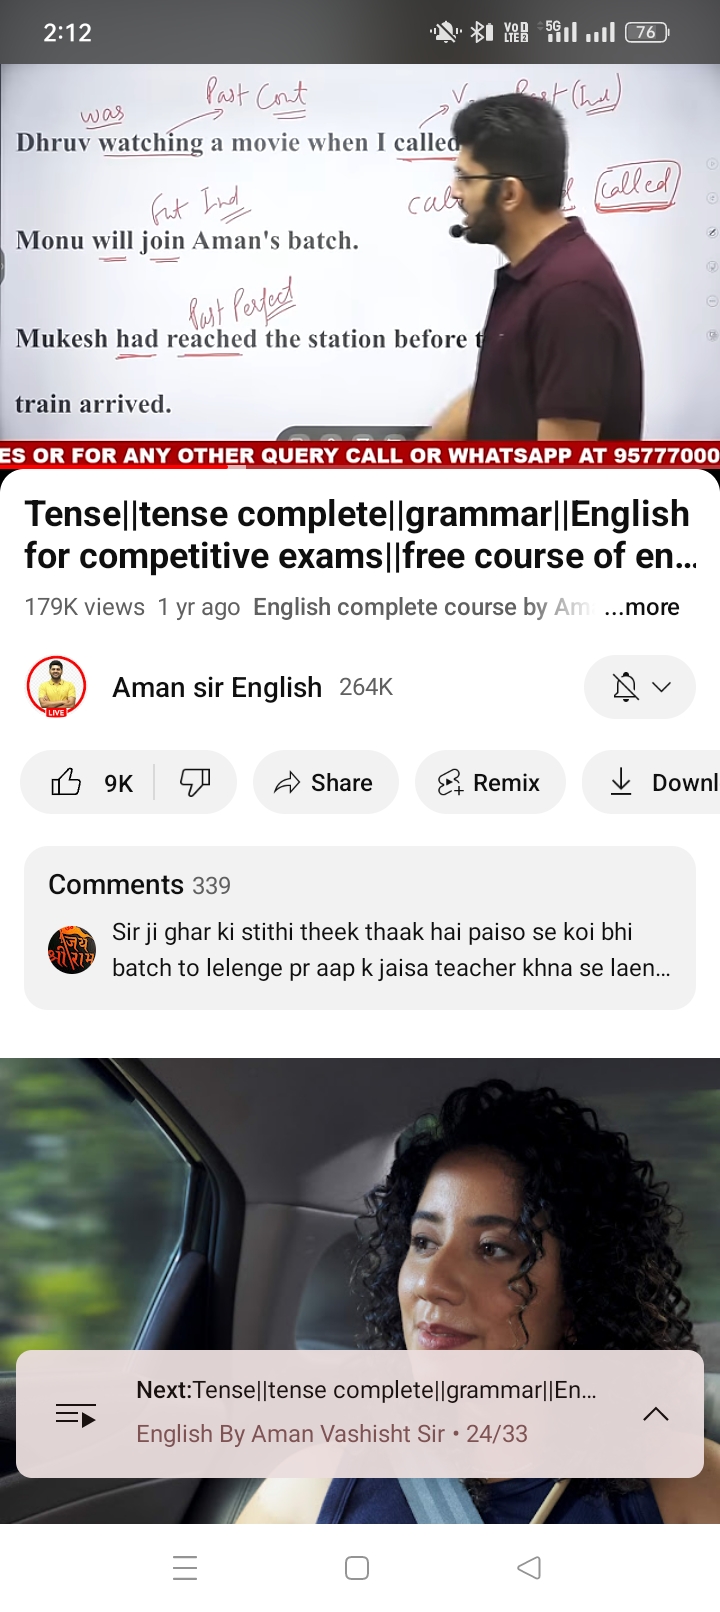 2:12
VoD LTE2
5G
76
was
Past Cont
V
Past (Ind)
Dhruv watching a movie when I called
called
Fut Ind
Monu will join Aman's batch.
Past Perfect
Mukesh had reached the station before t
train arrived.
ES OR FOR ANY OTHER QUERY CALL OR WHATSAPP AT 95777000
Tense||tense complete||grammar||English
for competitive exams||free course of en...
179K views 1 yr ago English complete course by Am ...more
LIVE
Aman sir English 264K
9K
Share
Remix
Downl
Comments 339
जय
श्री राम
Sir ji ghar ki stithi theek thaak hai paiso se koi bhi
batch to lelenge pr aap k jaisa teacher khna se laen...
Next:Tense||tense complete||grammar||En...
English By Aman Vashisht Sir • 24/33